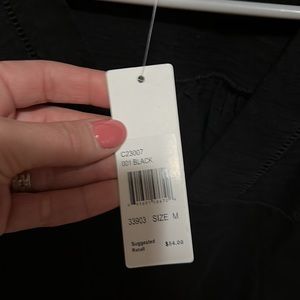 C23007
001 BLACK
33903 SIZE M
Suggested
Retail $54.00